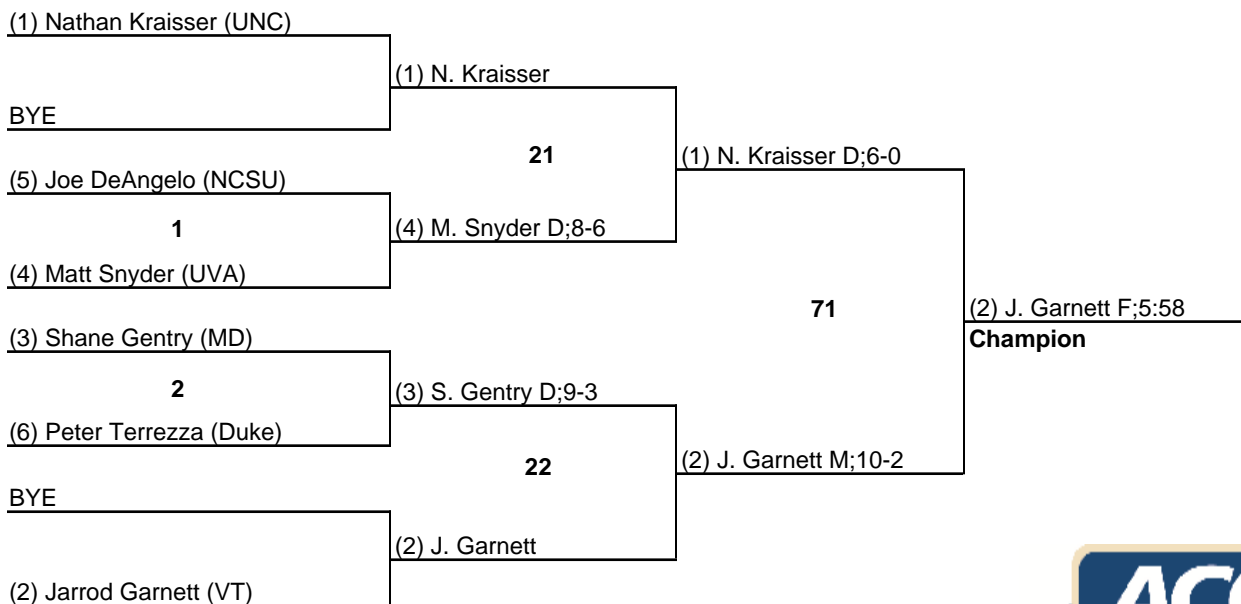 (1) Nathan Kraisser (UNC)
(1) N. Kraisser
BYE
21
(1) N. Kraisser D;6-0
(5) Joe DeAngelo (NCSU)
1
(4) M. Snyder D;8-6
(4) Matt Snyder (UVA)
71
(2) J. Garnett F;5:58
Champion
(3) Shane Gentry (MD)
2
(3) S. Gentry D;9-3
(6) Peter Terrezza (Duke)
22
(2) J. Garnett M;10-2
BYE
(2) J. Garnett
(2) Jarrod Garnett (VT)
ACC